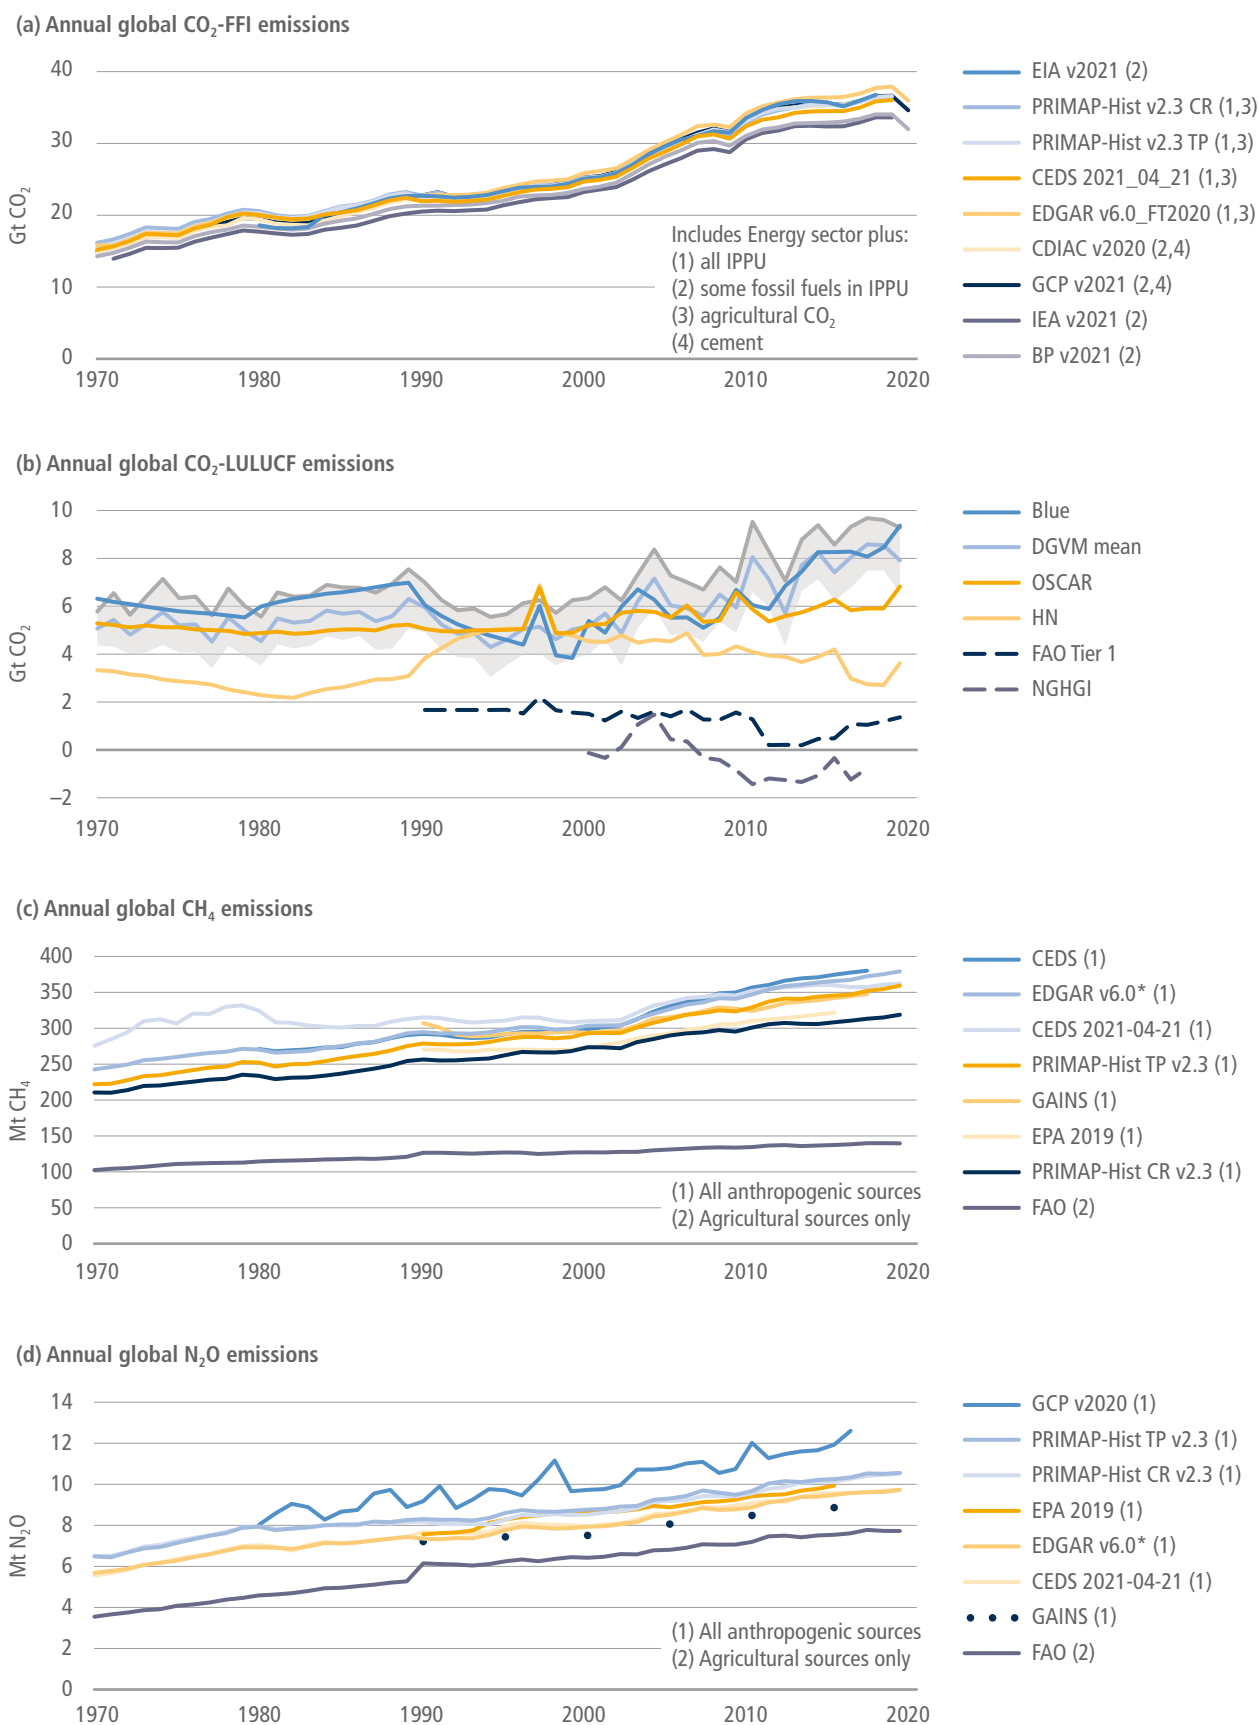 (a) Annual global CO₂-FFI emissions
40
30
20
10
0
Gt CO₂
1970
1980
1990
2000
2010
2020
Includes Energy sector plus:
(1) all IPPU
(2) some fossil fuels in IPPU
(3) agricultural CO₂
(4) cement
EIA v2021 (2)
PRIMAP-Hist v2.3 CR (1,3)
PRIMAP-Hist v2.3 TP (1,3)
CEDS 2021_04_21 (1,3)
EDGAR v6.0_FT2020 (1,3)
CDIAC v2020 (2,4)
GCP v2021 (2,4)
IEA v2021 (2)
BP v2021 (2)
(b) Annual global CO₂-LULUCF emissions
10
8
6
4
2
0
–2
Gt CO₂
1970
1980
1990
2000
2010
2020
Blue
DGVM mean
OSCAR
HN
FAO Tier 1
NGHGI
(c) Annual global CH₄ emissions
400
350
300
250
200
150
100
50
0
Mt CH₄
1970
1980
1990
2000
2010
2020
(1) All anthropogenic sources
(2) Agricultural sources only
CEDS (1)
EDGAR v6.0* (1)
CEDS 2021-04-21 (1)
PRIMAP-Hist TP v2.3 (1)
GAINS (1)
EPA 2019 (1)
PRIMAP-Hist CR v2.3 (1)
FAO (2)
(d) Annual global N₂O emissions
14
12
10
8
6
4
2
0
Mt N₂O
1970
1980
1990
2000
2010
2020
(1) All anthropogenic sources
(2) Agricultural sources only
GCP v2020 (1)
PRIMAP-Hist TP v2.3 (1)
PRIMAP-Hist CR v2.3 (1)
EPA 2019 (1)
EDGAR v6.0* (1)
CEDS 2021-04-21 (1)
GAINS (1)
FAO (2)